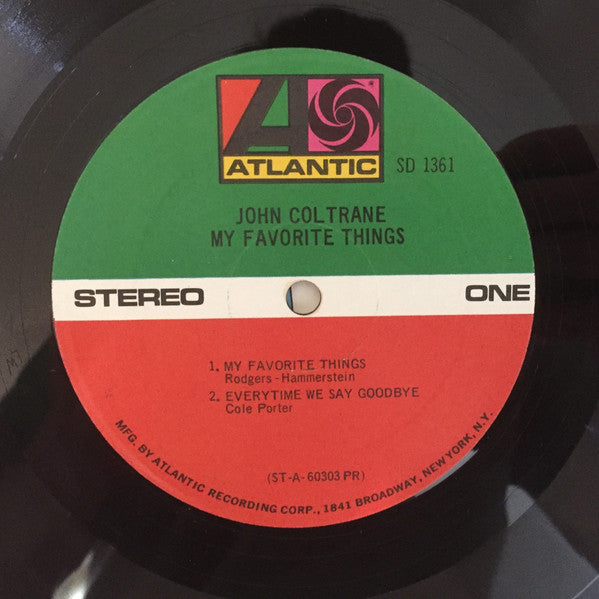 ATLANTIC
SD 1361
JOHN COLTRANE
MY FAVORITE THINGS
STEREO
ONE
1. MY FAVORITE THINGS
Rodgers-Hammerstein
2. EVERYTIME WE SAY GOODBYE
Cole Porter
(ST-A-60303 PR)
MFG. BY ATLANTIC RECORDING CORP., 1841 BROADWAY, NEW YORK, N.Y.